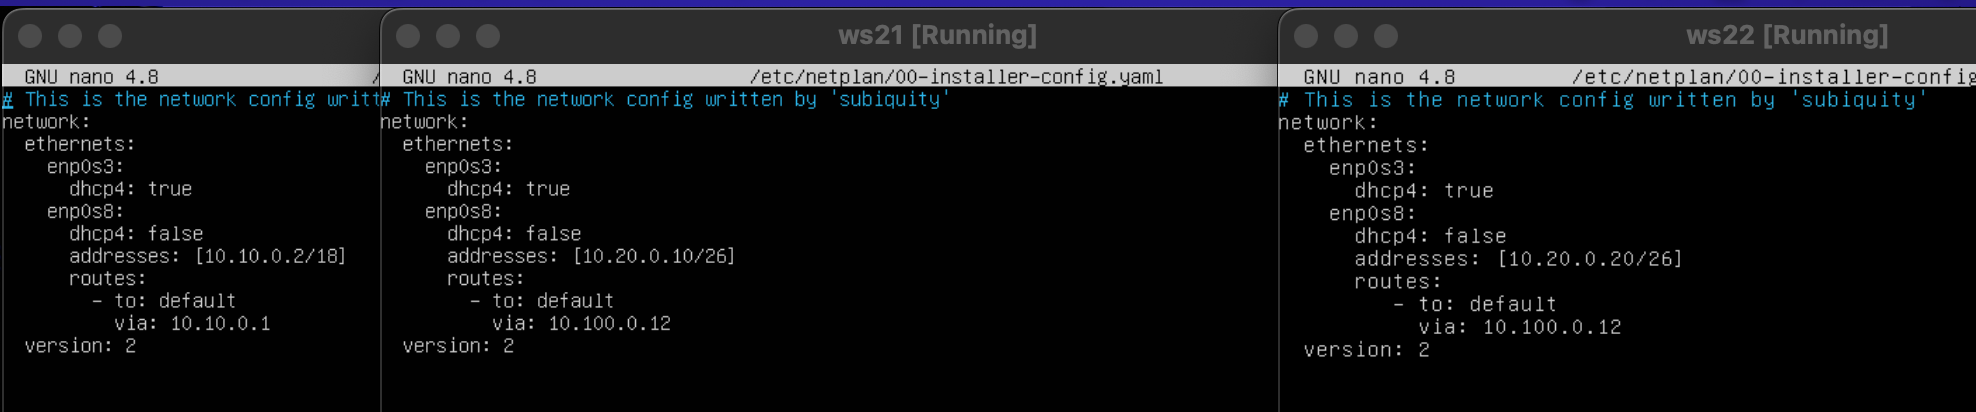 GNU nano 4.8 /
# This is the network config writt
network:
  ethernets:
    enp0s3:
      dhcp4: true
    enp0s8:
      dhcp4: false
      addresses: [10.10.0.2/18]
      routes:
        - to: default
          via: 10.10.0.1
  version: 2
ws21 [Running]
GNU nano 4.8 /etc/netplan/00-installer-config.yaml
# This is the network config written by 'subiquity'
network:
  ethernets:
    enp0s3:
      dhcp4: true
    enp0s8:
      dhcp4: false
      addresses: [10.20.0.10/26]
      routes:
        - to: default
          via: 10.100.0.12
  version: 2
ws22 [Running]
GNU nano 4.8 /etc/netplan/00-installer-config
# This is the network config written by 'subiquity'
network:
  ethernets:
    enp0s3:
      dhcp4: true
    enp0s8:
      dhcp4: false
      addresses: [10.20.0.20/26]
      routes:
         - to: default
           via: 10.100.0.12
  version: 2